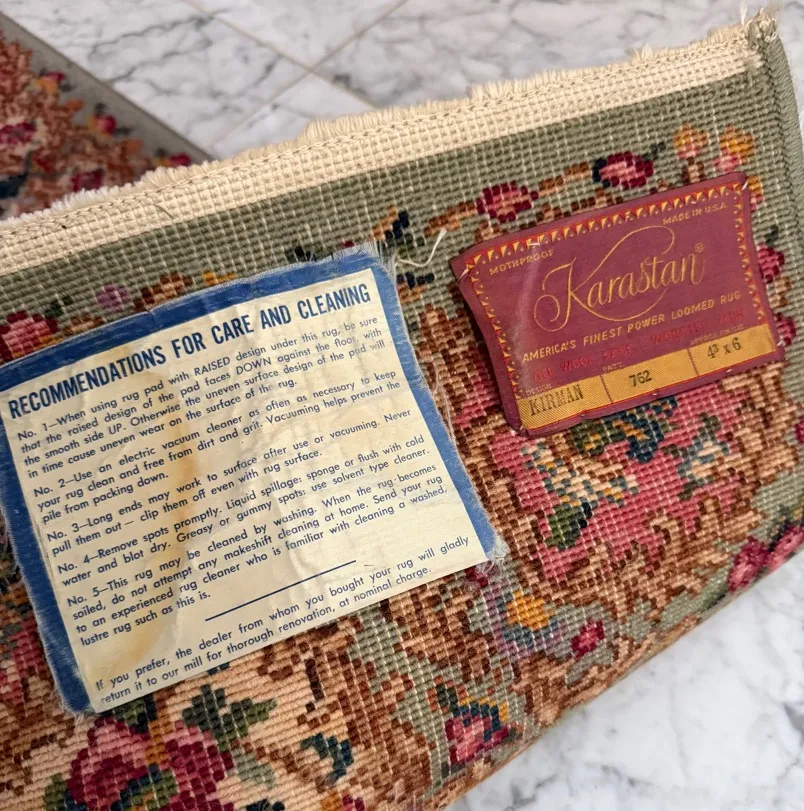 RECOMMENDATIONS FOR CARE AND CLEANING
No. 1—When using rug pad with RAISED design under this rug, be sure
that the raised design of the pad faces DOWN against the floor, with
the smooth side UP. Otherwise the uneven surface design of the pad will
in time cause uneven wear on the surface of the rug.
No. 2—Use an electric vacuum cleaner as often as necessary to keep
your rug clean and free from dirt and grit. Vacuuming helps prevent the
pile from packing down.
No. 3—Long ends may work to surface after use or vacuuming. Never
pull them out — clip them off even with rug surface.
No. 4—Remove spots promptly. Liquid spillage: sponge or flush with cold
water and blot dry. Greasy or gummy spots: use solvent type cleaner.
No. 5—This rug may be cleaned by washing. When the rug becomes
soiled, do not attempt any makeshift cleaning at home. Send your rug
to an experienced rug cleaner who is familiar with cleaning a washed,
lustre rug such as this is.
If you prefer, the dealer from whom you bought your rug will gladly
return it to our mill for thorough renovation, at nominal charge.
MOTHPROOF MADE IN U.S.A.
Karastan®
AMERICA'S FINEST POWER LOOMED RUG
ALL WOOL FACE
DESIGN PAT. APPROX. SIZE
KIRMAN 762 4³ x 6